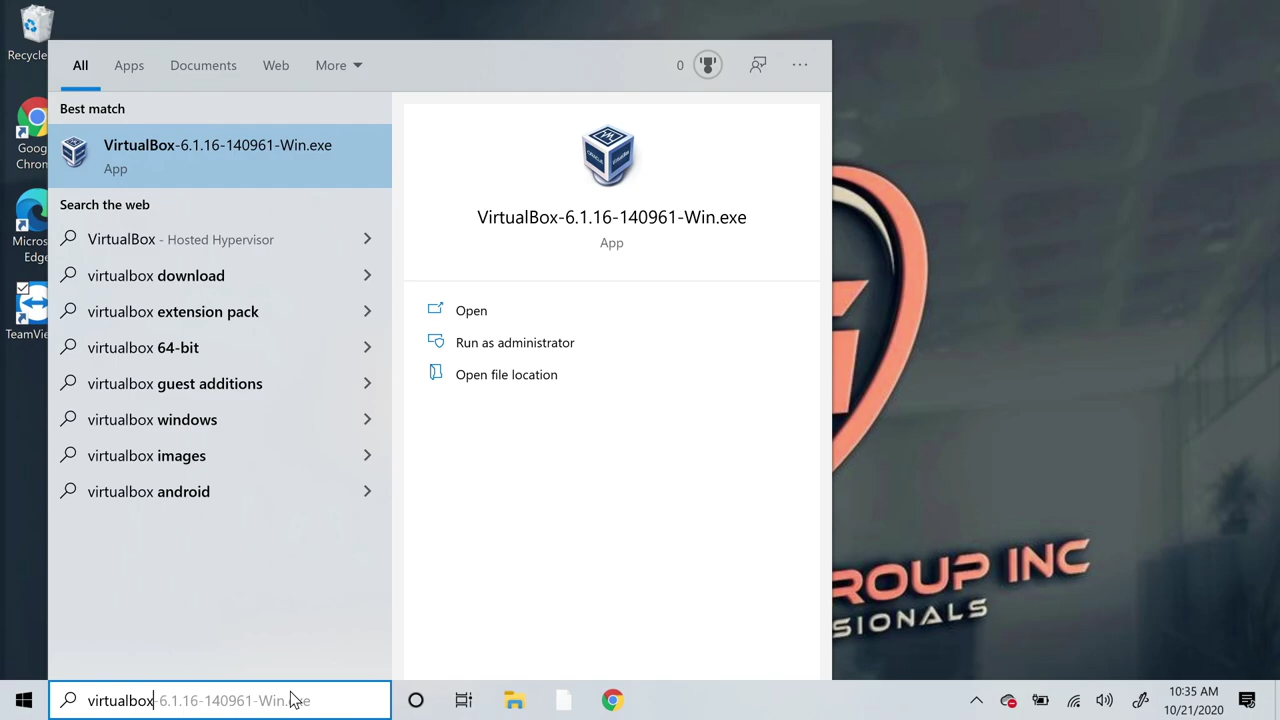 Recycle
All Apps Documents Web More 0 ...
Best match
VirtualBox-6.1.16-140961-Win.exe
App
Search the web
VirtualBox - Hosted Hypervisor
virtualbox download
virtualbox extension pack
virtualbox 64-bit
virtualbox guest additions
virtualbox windows
virtualbox images
virtualbox android
VirtualBox-6.1.16-140961-Win.exe
App
Open
Run as administrator
Open file location
Goog
Chrom
Micros
Edge
TeamVie
ROUP INC
SIONALS
virtualbox-6.1.16-140961-Win.exe
10:35 AM
10/21/2020